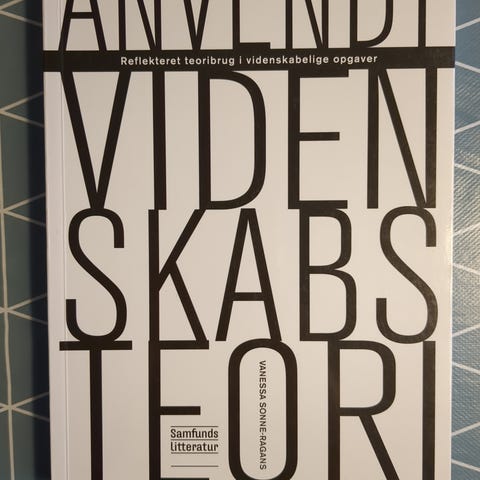 ANVENDT
Reflekteret teoribrug i videnskabelige opgaver
VIDEN
SKABS
TEORI
VANESSA SONNE-RAGANS
Samfunds
litteratur